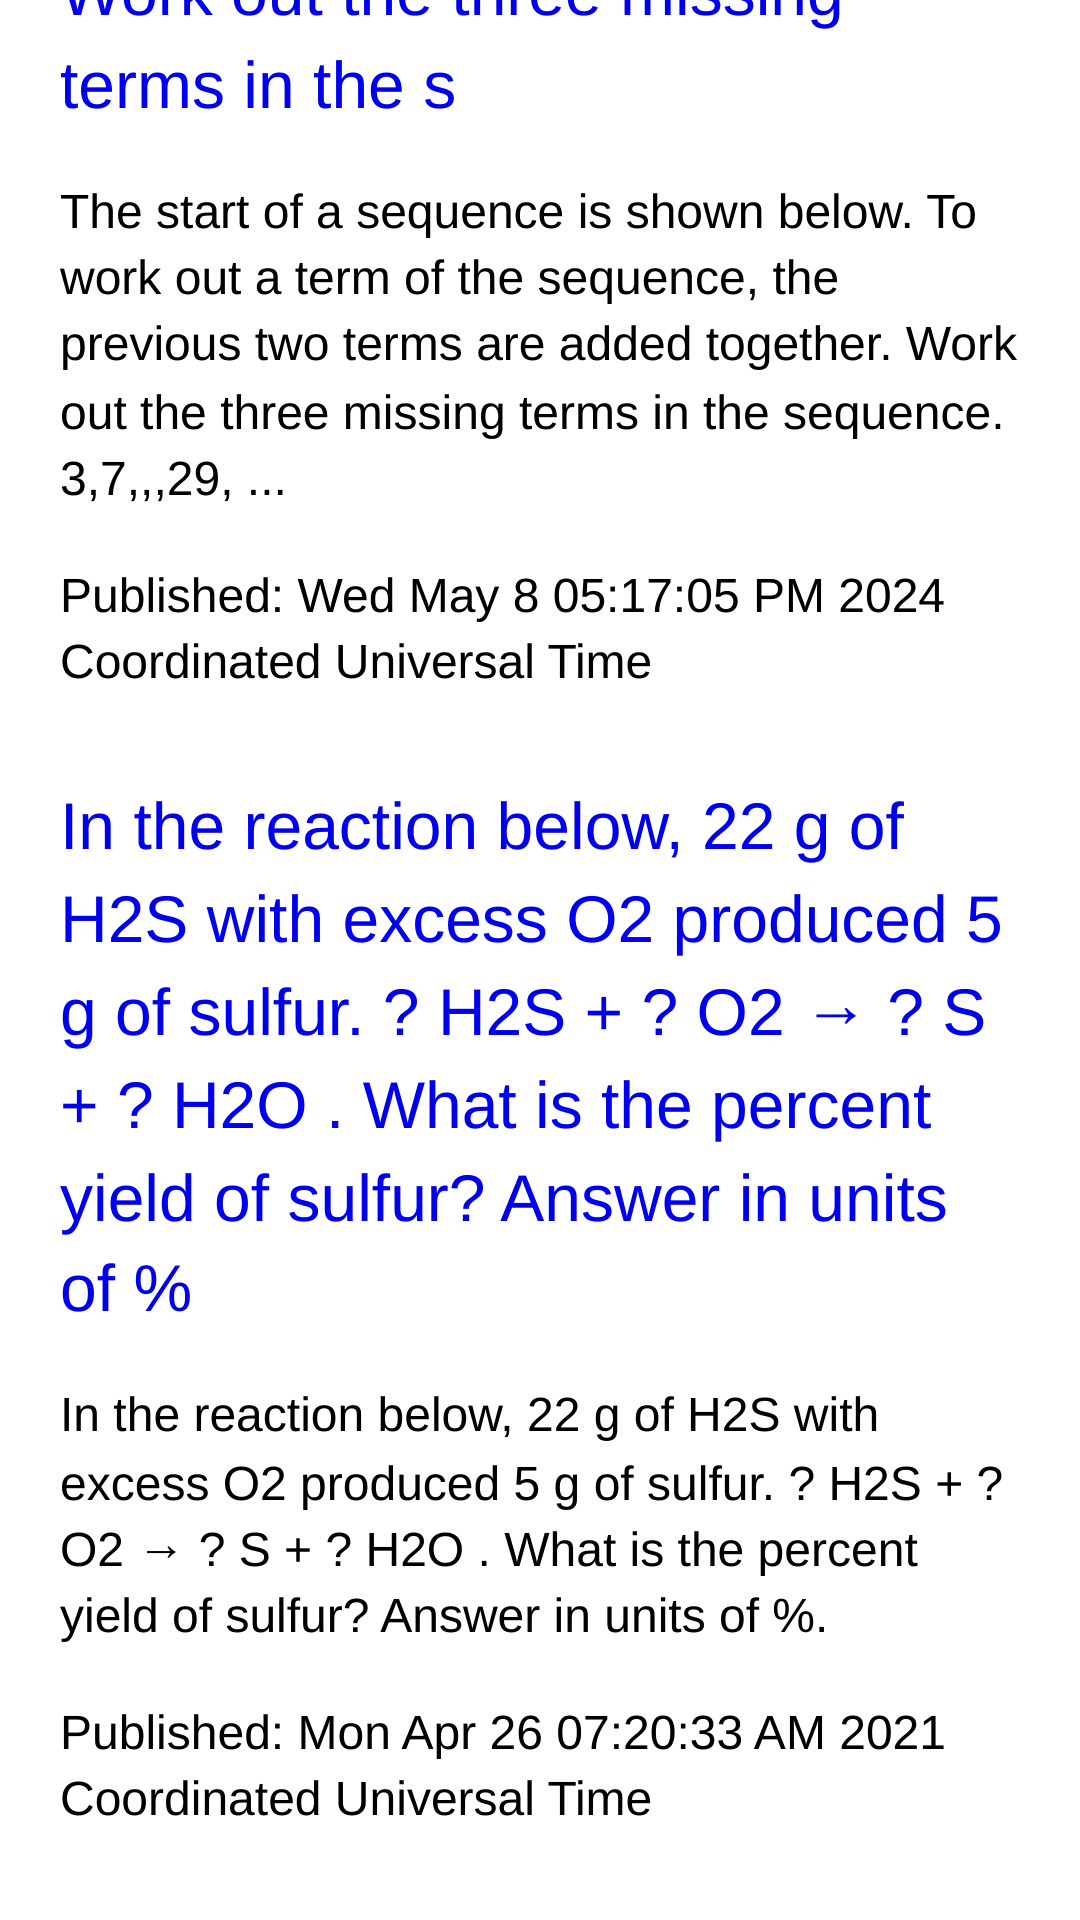 Work out the three missing
terms in the s
The start of a sequence is shown below. To
work out a term of the sequence, the
previous two terms are added together. Work
out the three missing terms in the sequence.
3,7,,,29, ...
Published: Wed May 8 05:17:05 PM 2024
Coordinated Universal Time
In the reaction below, 22 g of
H2S with excess O2 produced 5
g of sulfur. ? H2S + ? O2 → ? S
+ ? H2O . What is the percent
yield of sulfur? Answer in units
of %
In the reaction below, 22 g of H2S with
excess O2 produced 5 g of sulfur. ? H2S + ?
O2 → ? S + ? H2O . What is the percent
yield of sulfur? Answer in units of %.
Published: Mon Apr 26 07:20:33 AM 2021
Coordinated Universal Time